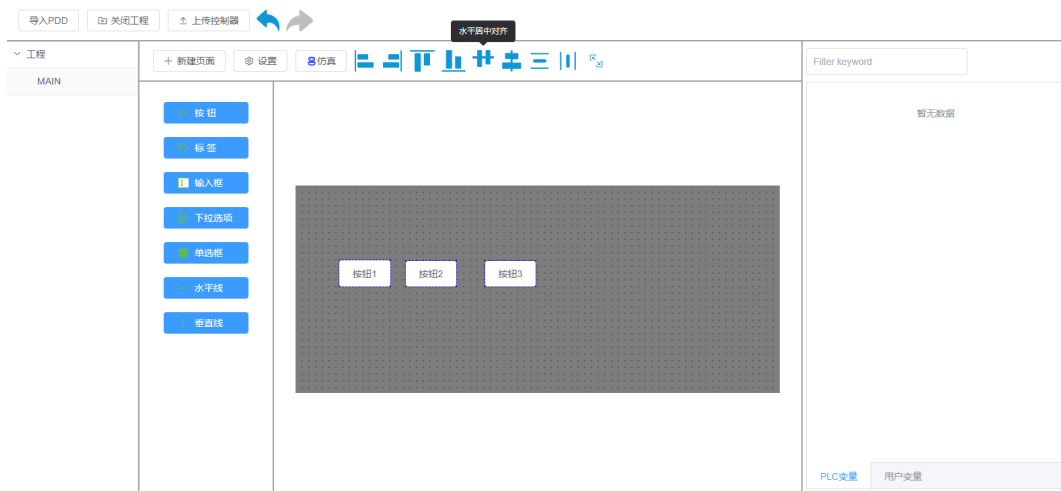 导入PDD 关闭工程 上传控制器
水平居中对齐
工程
MAIN
新建页面 设置 仿真
Filter keyword
暂无数据
按 钮
标 签
输入框
下拉选项
单选框
水平线
垂直线
按钮1 按钮2 按钮3
PLC变量 用户变量